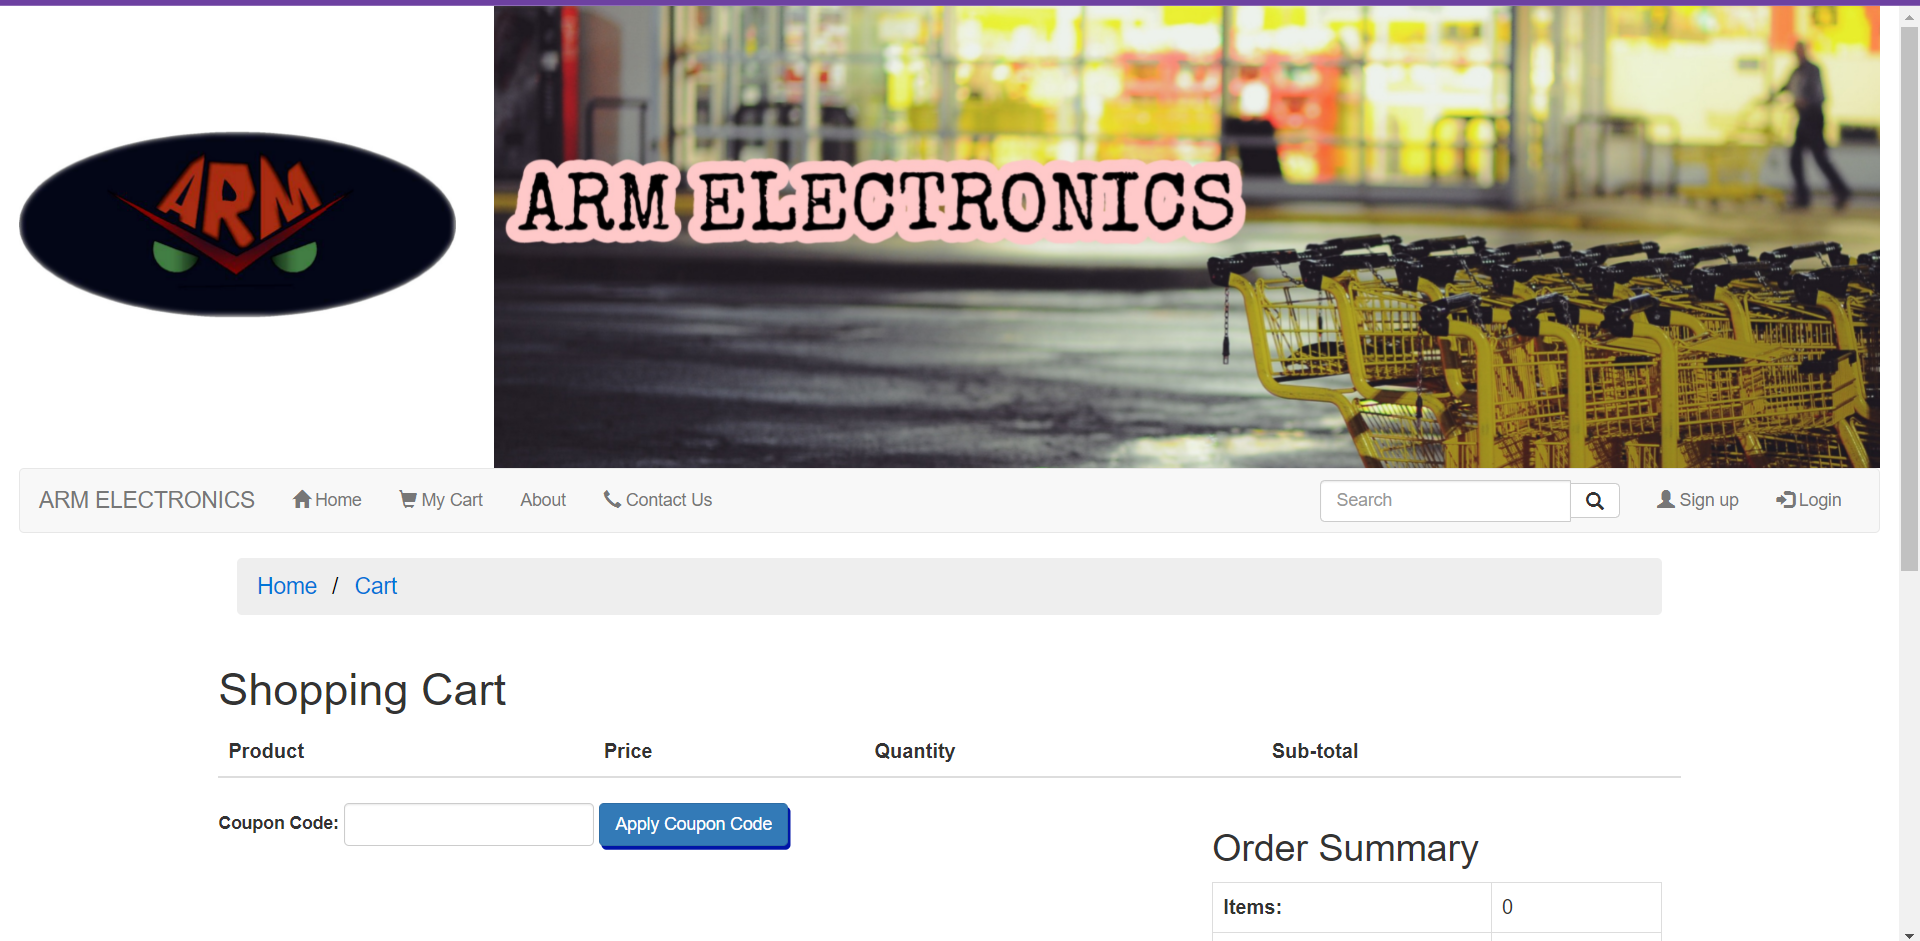 ARM
ARM ELECTRONICS
ARM ELECTRONICS Home My Cart About Contact Us Search Sign up Login
Home / Cart
Shopping Cart
Product Price Quantity Sub-total
Coupon Code: Apply Coupon Code
Order Summary
Items: 0